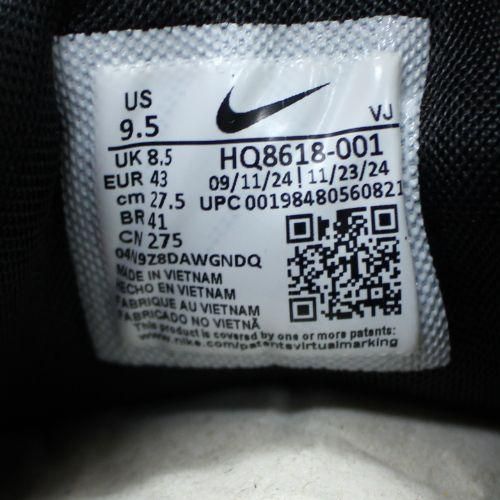 US
9.5
VJ
UK 8.5
EUR 43
cm 27.5
BR 41
CN 275
HQ8618-001
09/11/24 | 11/23/24
UPC 00198480560821
04N9Z8DAWGNDQ
MADE IN VIETNAM
HECHO EN VIETNAM
FABRIQUE AU VIETNAM
FABRICADO NO VIETNÃ
This product is covered by one or more patents:
www.nike.com/patentsvirtualmarking